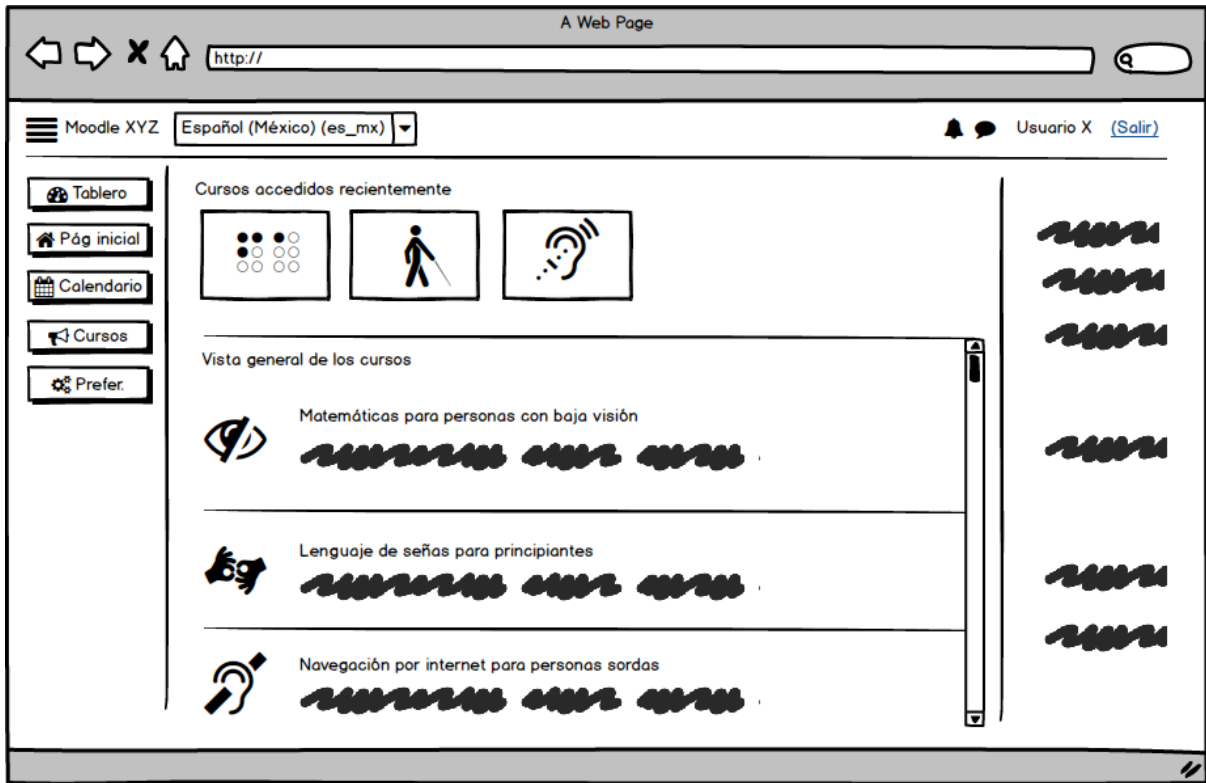 A Web Page
http://
Moodle XYZ Español (México) (es_mx) Usuario X (Salir)
Tablero
Pág inicial
Calendario
Cursos
Prefer.
Cursos accedidos recientemente
Vista general de los cursos
Matemáticas para personas con baja visión
Lenguaje de señas para principiantes
Navegación por internet para personas sordas